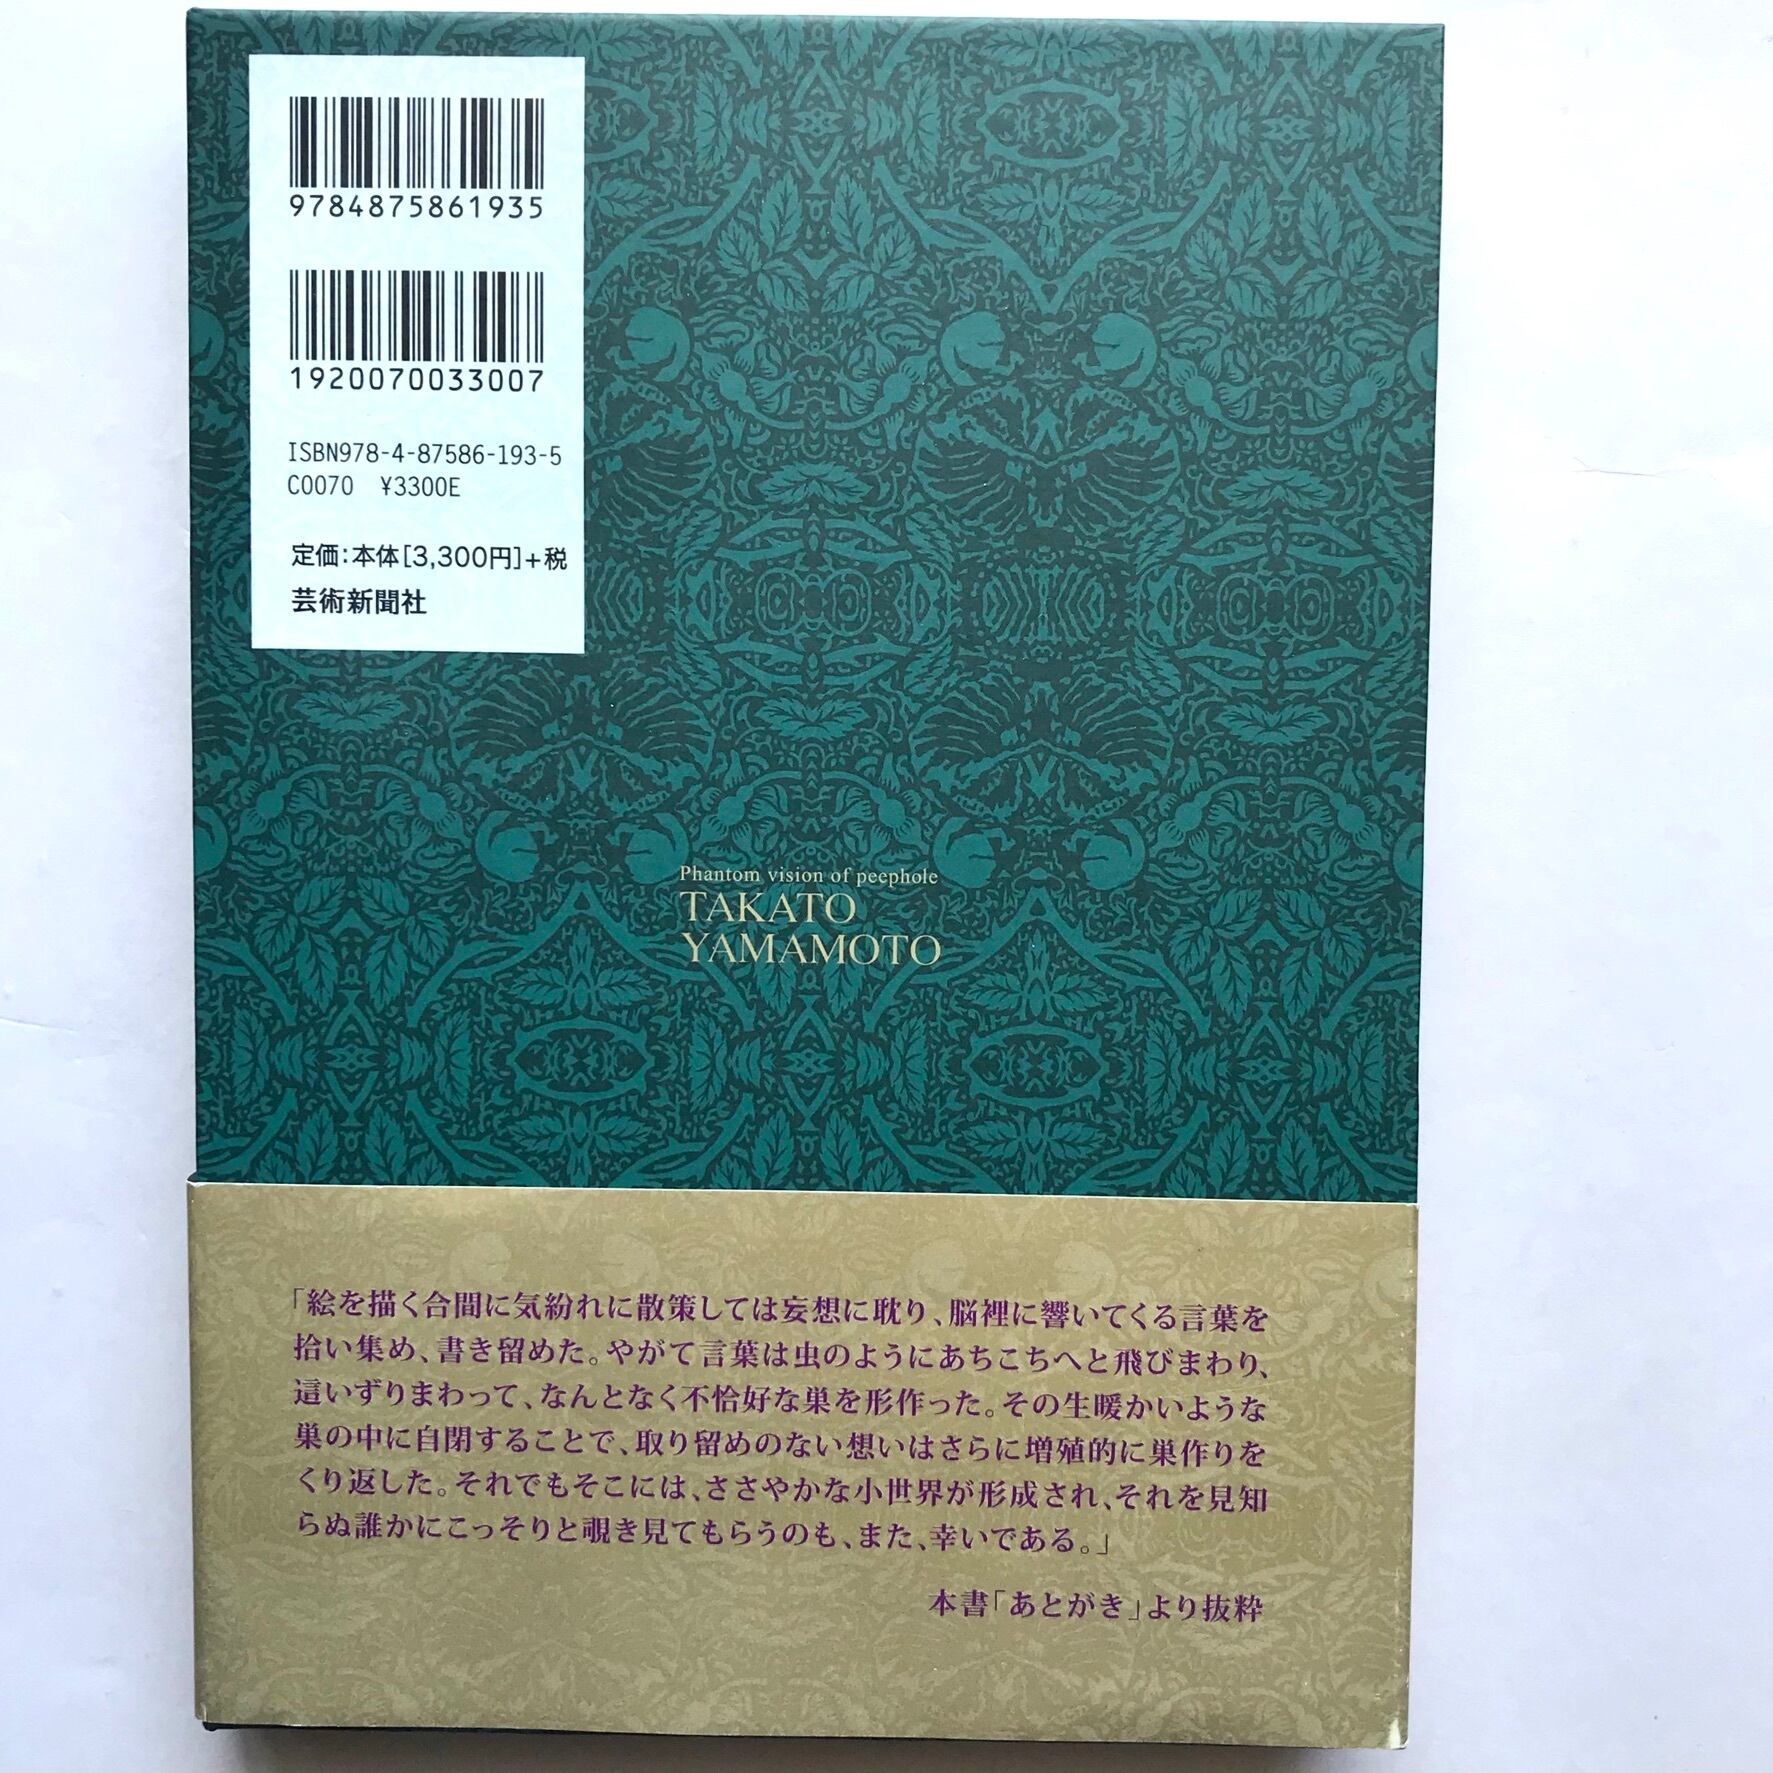 9784875861935
1920070033007
ISBN978-4-87586-193-5
C0070 ¥3300E
定価：本体[3,300円]+税
芸術新聞社
Phantom vision of peephole
TAKATO
YAMAMOTO
「絵を描く合間に気紛れに散策しては妄想に耽り、脳裡に響いてくる言葉を
拾い集め、書き留めた。やがて言葉は虫のようにあちこちへと飛びまわり、
這いずりまわって、なんとなく不恰好な巣を形作った。その生暖かいような
巣の中に自閉することで、取り留めのない想いはさらに増殖的に巣作りを
くり返した。それでもそこには、ささやかな小世界が形成され、それを見知
らぬ誰かにこっそりと覗き見てもらうのも、また、幸いである。」
本書「あとがき」より抜粋